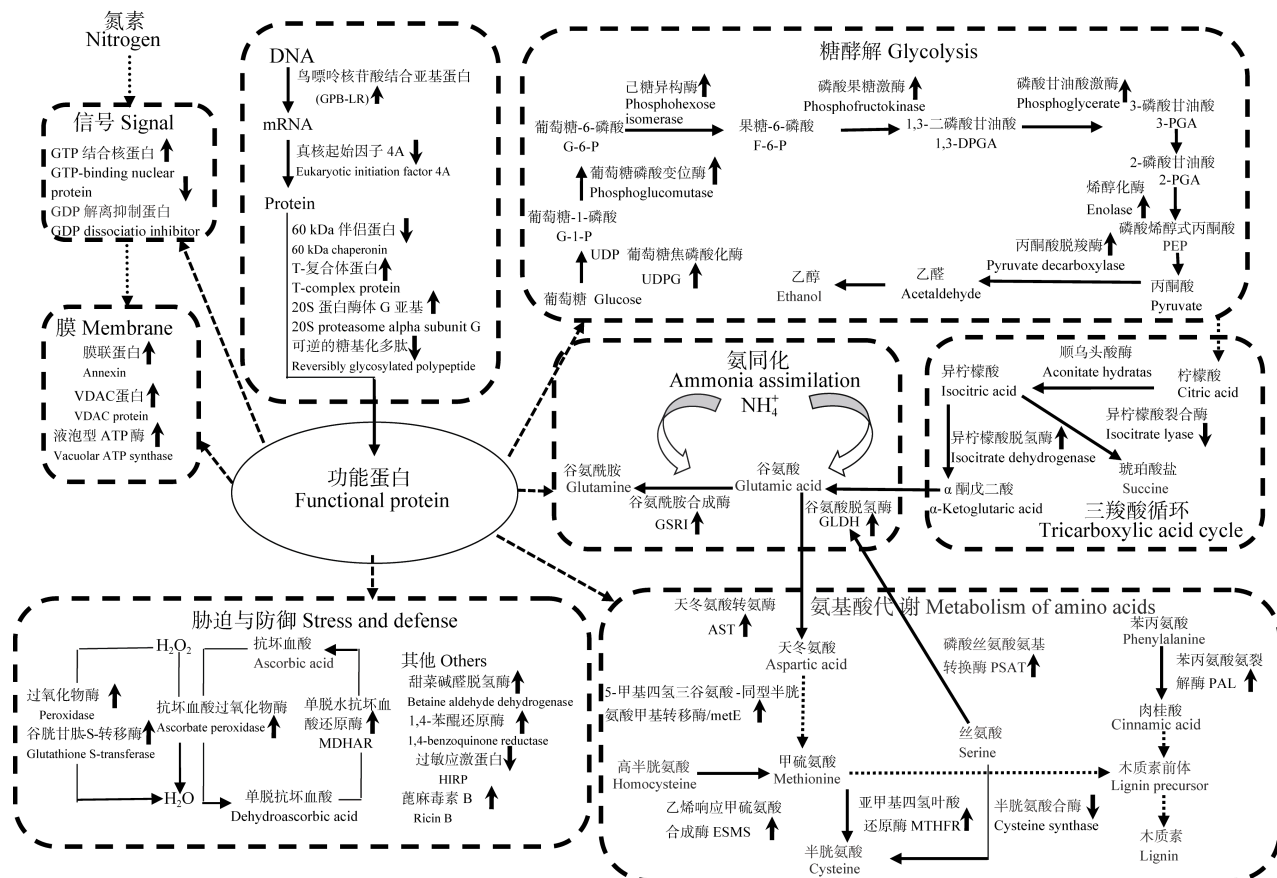 氮素
Nitrogen
信号 Signal
GTP 结合核蛋白
GTP-binding nuclear
protein
GDP 解离抑制蛋白
GDP dissociatio inhibitor
膜 Membrane
膜联蛋白
Annexin
VDAC蛋白
VDAC protein
液泡型 ATP 酶
Vacuolar ATP synthase
DNA
鸟嘌呤核苷酸结合亚基蛋白
(GPB-LR)
mRNA
真核起始因子 4A
Eukaryotic initiation factor 4A
Protein
60 kDa 伴侣蛋白
60 kDa chaperonin
T-复合体蛋白
T-complex protein
20S 蛋白酶体 G 亚基
20S proteasome alpha subunit G
可逆的糖基化多肽
Reversibly glycosylated polypeptide
功能蛋白
Functional protein
糖酵解 Glycolysis
己糖异构酶
Phosphohexose
isomerase
磷酸果糖激酶
Phosphofructokinase
磷酸甘油酸激酶
Phosphoglycerate
葡萄糖-6-磷酸
G-6-P
果糖-6-磷酸
F-6-P
1,3-二磷酸甘油酸
1,3-DPGA
3-磷酸甘油酸
3-PGA
2-磷酸甘油酸
2-PGA
葡萄糖磷酸变位酶
Phosphoglucomutase
烯醇化酶
Enolase
葡萄糖-1-磷酸
G-1-P
磷酸烯醇式丙酮酸
PEP
UDP 葡萄糖焦磷酸化酶
UDPG
丙酮酸脱羧酶
Pyruvate decarboxylase
葡萄糖 Glucose
乙醇
Ethanol
乙醛
Acetaldehyde
丙酮酸
Pyruvate
氨同化
Ammonia assimilation
NH₄⁺
谷氨酰胺
Glutamine
谷氨酸
Glutamic acid
谷氨酰胺合成酶
GSRI
谷氨酸脱氢酶
GLDH
异柠檬酸
Isocitric acid
顺乌头酸酶
Aconitate hydratas
柠檬酸
Citric acid
异柠檬酸裂合酶
Isocitrate lyase
异柠檬酸脱氢酶
Isocitrate dehydrogenase
琥珀酸盐
Succine
α 酮戊二酸
α-Ketoglutaric acid
三羧酸循环
Tricarboxylic acid cycle
胁迫与防御 Stress and defense
H₂O₂
抗坏血酸
Ascorbic acid
过氧化物酶
Peroxidase
谷胱甘肽-S-转移酶
Glutathione S-transferase
抗坏血酸过氧化物酶
Ascorbate peroxidase
单脱水抗坏血
酸还原酶
MDHAR
H₂O
单脱抗坏血酸
Dehydroascorbic acid
其他 Others
甜菜碱醛脱氢酶
Betaine aldehyde dehydrogenase
1,4-苯醌还原酶
1,4-benzoquinone reductase
过敏应激蛋白
HIRP
蓖麻毒素 B
Ricin B
氨基酸代谢 Metabolism of amino acids
天冬氨酸转氨酶
AST
天冬氨酸
Aspartic acid
磷酸丝氨酸氨基
转换酶 PSAT
苯丙氨酸
Phenylalanine
苯丙氨酸氨裂
解酶 PAL
5-甲基四氢三谷氨酸-同型半胱
氨酸甲基转移酶/metE
肉桂酸
Cinnamic acid
丝氨酸
Serine
高半胱氨酸
Homocysteine
甲硫氨酸
Methionine
木质素前体
Lignin precursor
乙烯响应甲硫氨酸
合成酶 ESMS
亚甲基四氢叶酸
还原酶 MTHFR
半胱氨酸合酶
Cysteine synthase
半胱氨酸
Cysteine
木质素
Lignin